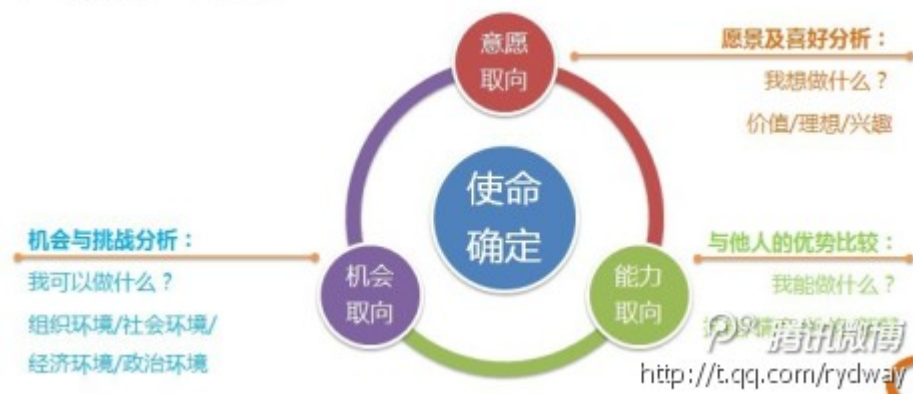 意愿
取向
愿景及喜好分析：
我想做什么？
价值/理想/兴趣
使命
确定
机会与挑战分析：
我可以做什么？
组织环境/社会环境/
经济环境/政治环境
机会
取向
能力
取向
与他人的优势比较：
我能做什么？
腾讯微博
http://t.qq.com/rydway